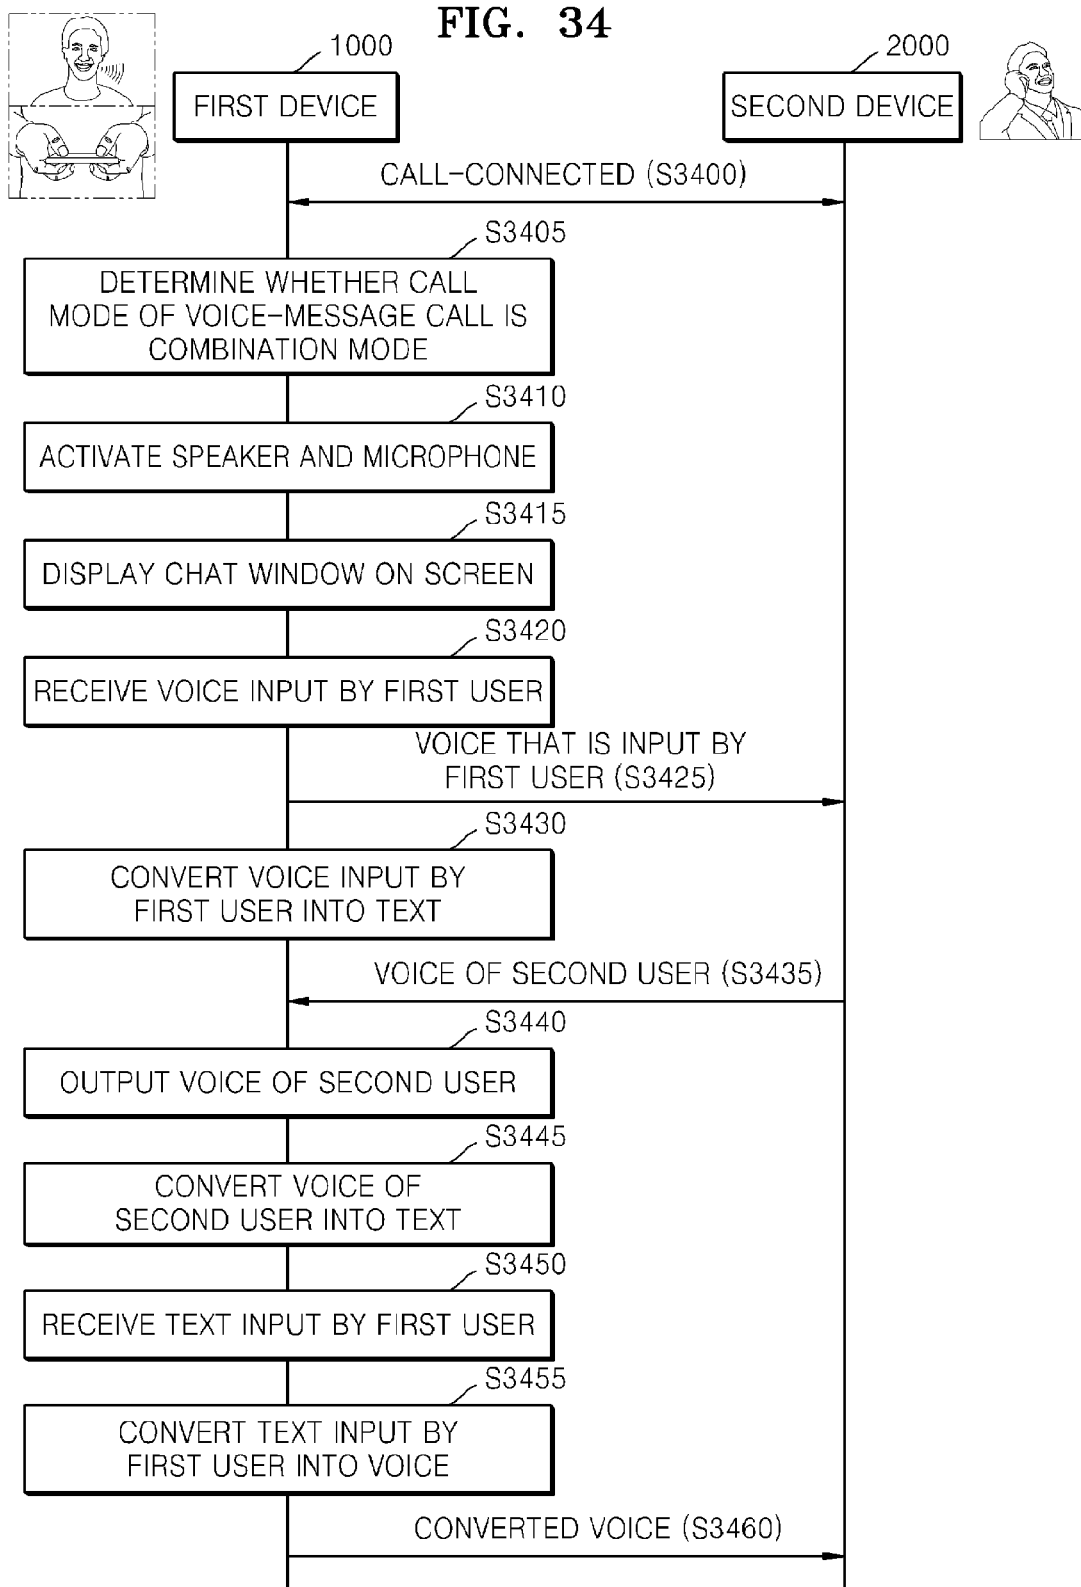 FIG. 34
1000
2000
FIRST DEVICE
SECOND DEVICE
CALL-CONNECTED (S3400)
S3405
DETERMINE WHETHER CALL
MODE OF VOICE-MESSAGE CALL IS
COMBINATION MODE
S3410
ACTIVATE SPEAKER AND MICROPHONE
S3415
DISPLAY CHAT WINDOW ON SCREEN
S3420
RECEIVE VOICE INPUT BY FIRST USER
VOICE THAT IS INPUT BY
FIRST USER (S3425)
S3430
CONVERT VOICE INPUT BY
FIRST USER INTO TEXT
VOICE OF SECOND USER (S3435)
S3440
OUTPUT VOICE OF SECOND USER
S3445
CONVERT VOICE OF
SECOND USER INTO TEXT
S3450
RECEIVE TEXT INPUT BY FIRST USER
S3455
CONVERT TEXT INPUT BY
FIRST USER INTO VOICE
CONVERTED VOICE (S3460)